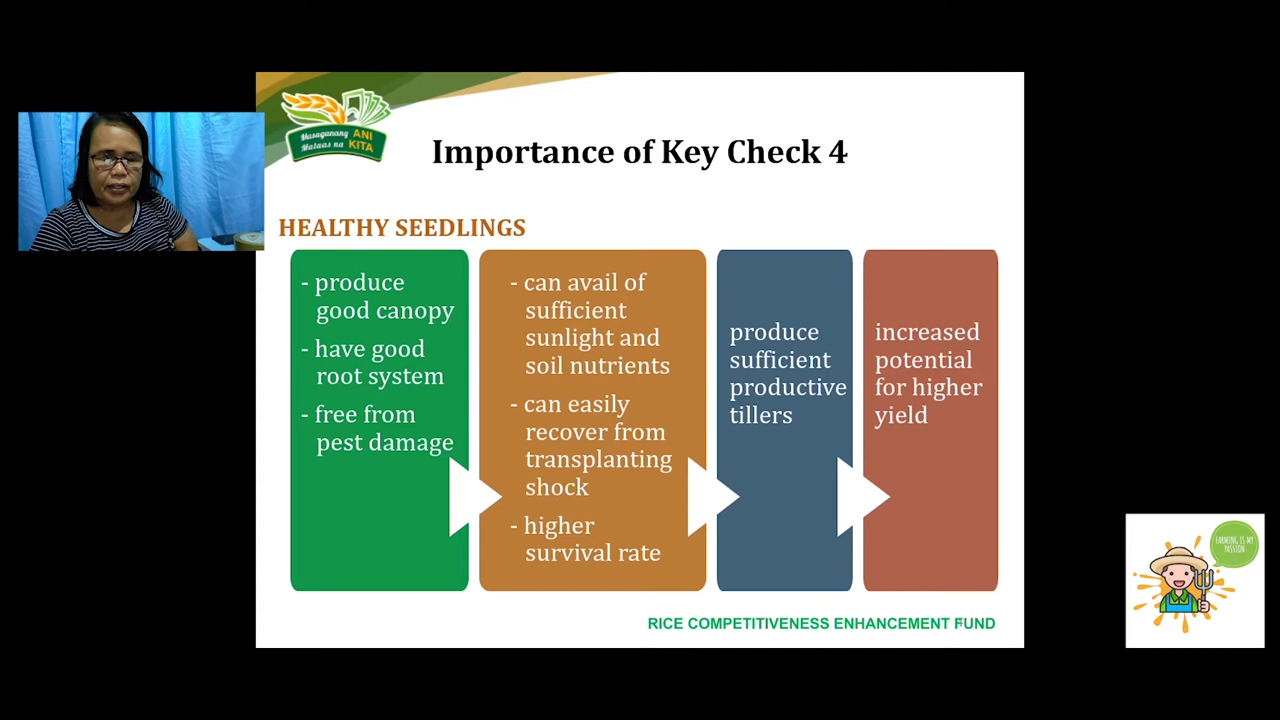 Masaganang ANI
Mataas na KITA
Importance of Key Check 4
HEALTHY SEEDLINGS
- produce
good canopy
- have good
root system
- free from
pest damage
- can avail of
sufficient
sunlight and
soil nutrients
- can easily
recover from
transplanting
shock
- higher
survival rate
produce
sufficient
productive
tillers
increased
potential
for higher
yield
RICE COMPETITIVENESS ENHANCEMENT FUND
FARMING IS MY
PASSION